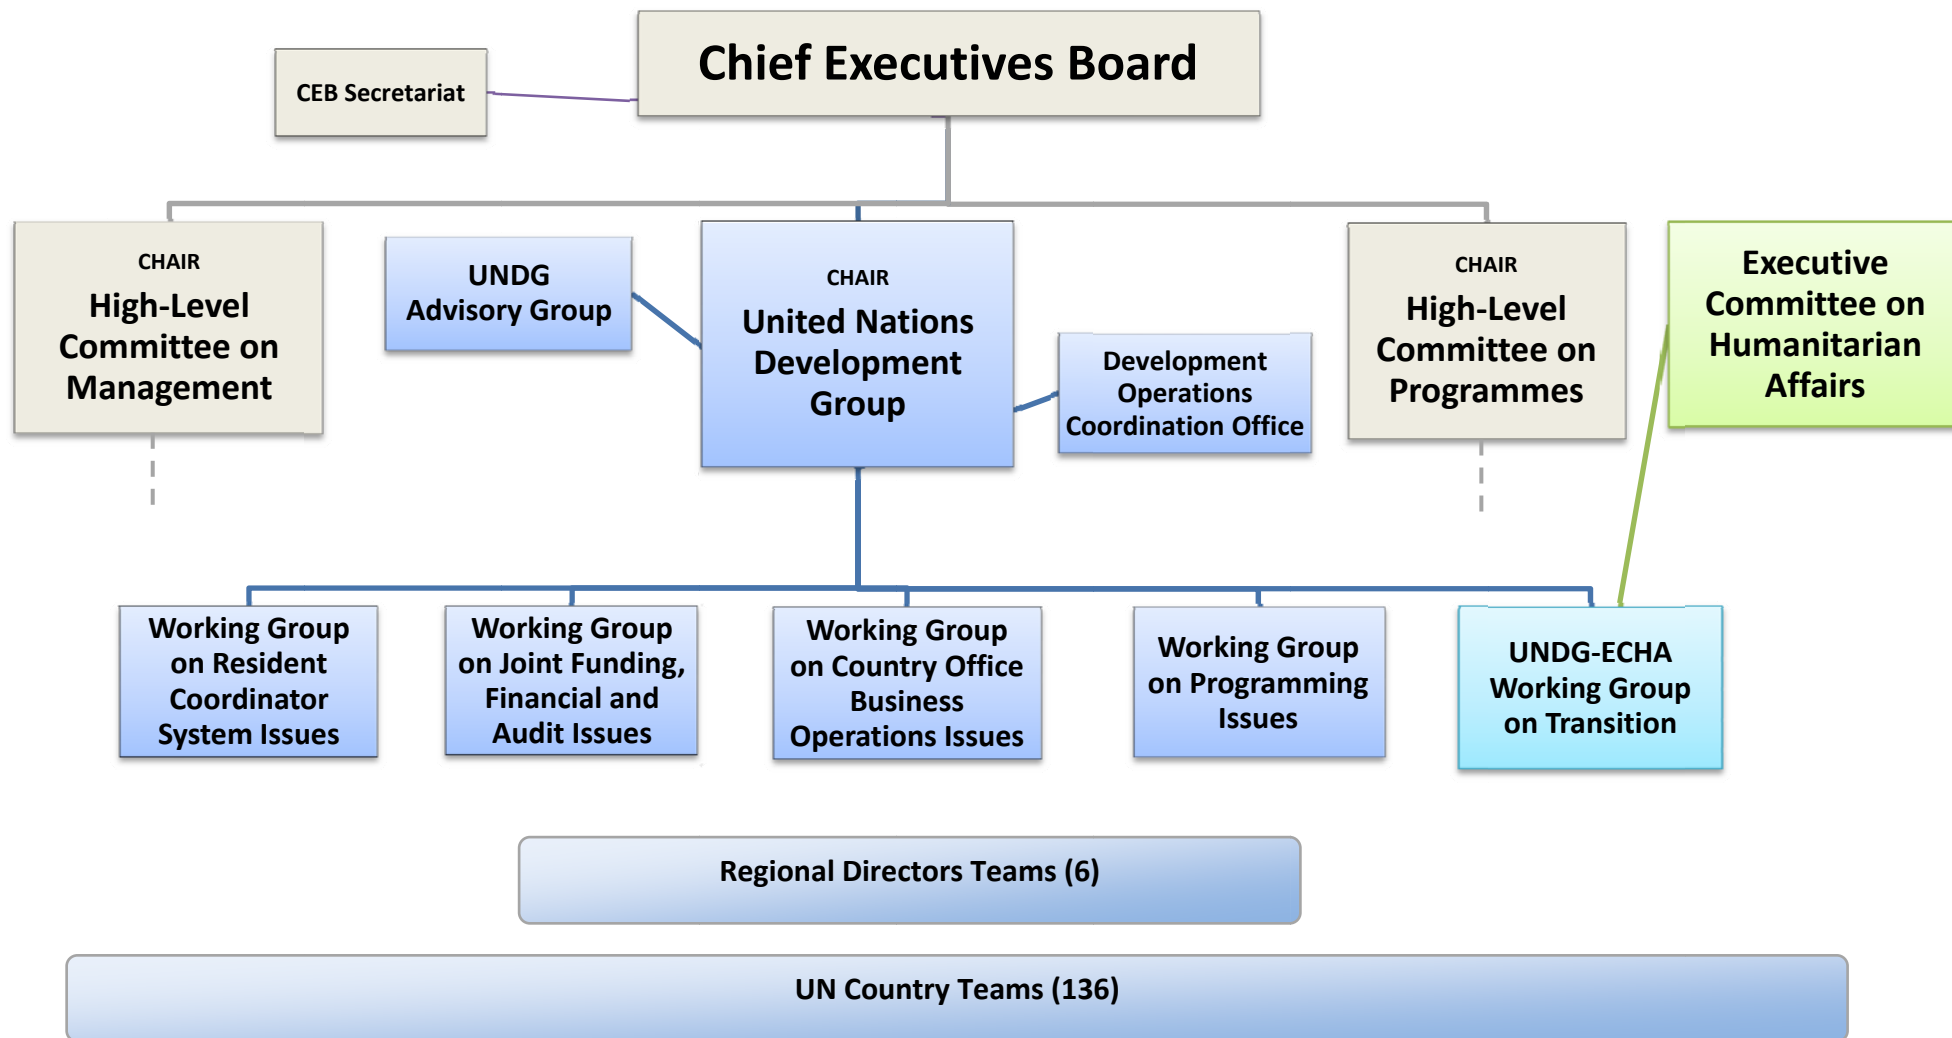 Chief Executives Board
CEB Secretariat
CHAIR
High-Level
Committee on
Management
UNDG
Advisory Group
CHAIR
United Nations
Development
Group
Development
Operations
Coordination Office
CHAIR
High-Level
Committee on
Programmes
Executive
Committee on
Humanitarian
Affairs
Working Group
on Resident
Coordinator
System Issues
Working Group
on Joint Funding,
Financial and
Audit Issues
Working Group
on Country Office
Business
Operations Issues
Working Group
on Programming
Issues
UNDG-ECHA
Working Group
on Transition
Regional Directors Teams (6)
UN Country Teams (136)